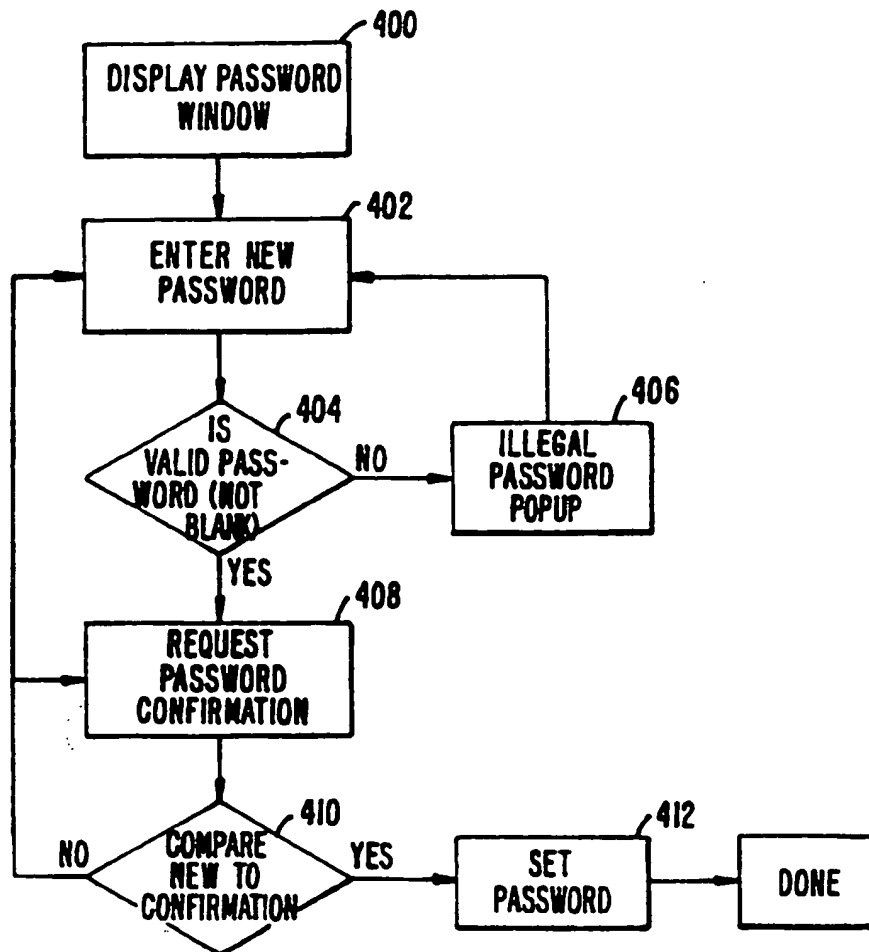 400
DISPLAY PASSWORD
WINDOW
402
ENTER NEW
PASSWORD
404
IS
VALID PASS-
WORD (NOT
BLANK)
NO
406
ILLEGAL
PASSWORD
POPUP
YES
408
REQUEST
PASSWORD
CONFIRMATION
410
NO
COMPARE
NEW TO
CONFIRMATION
YES
412
SET
PASSWORD
DONE